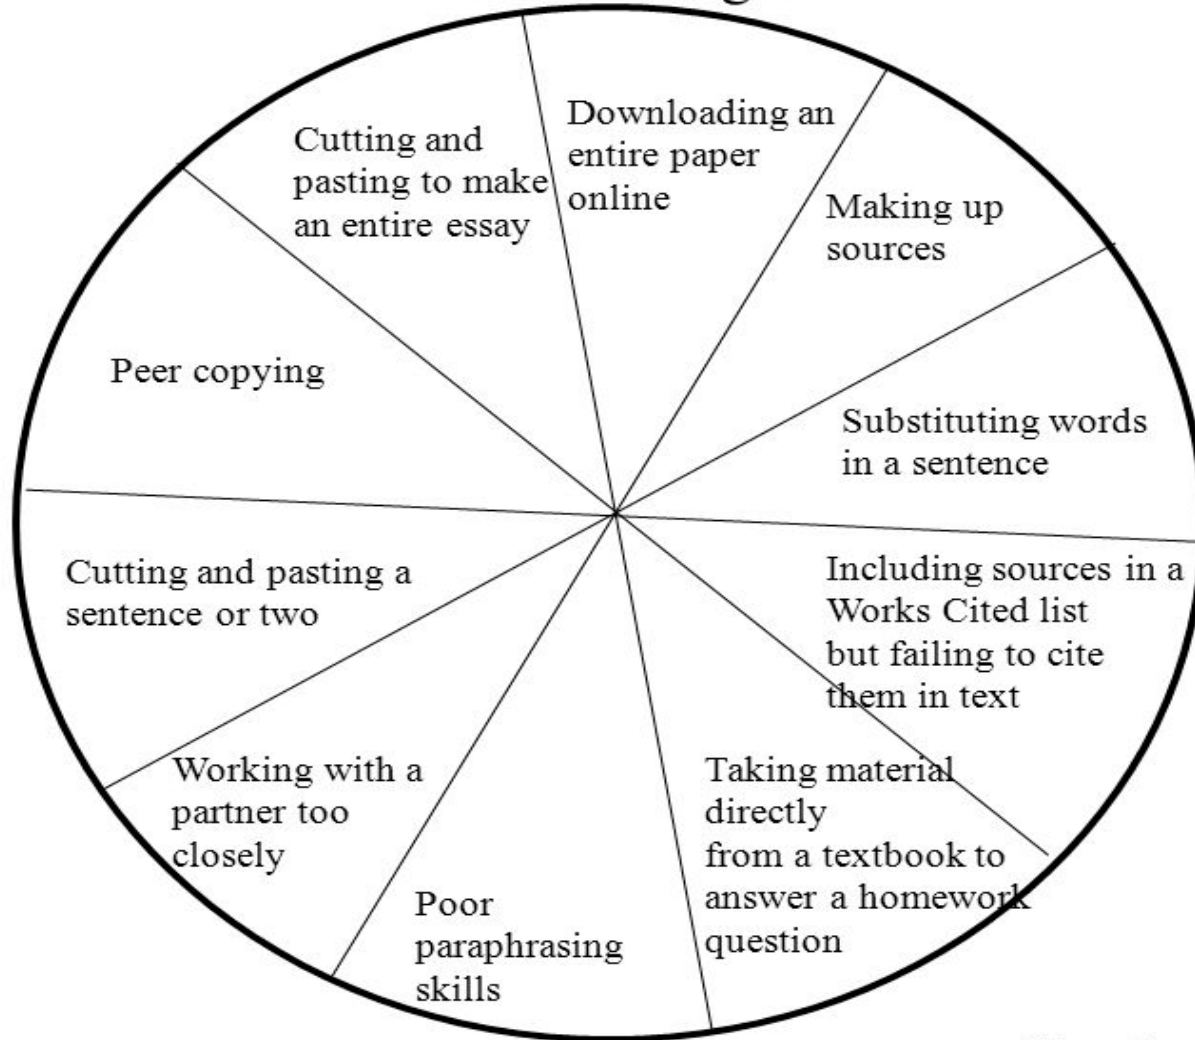 Downloading an
entire paper
online
Making up
sources
Substituting words
in a sentence
Including sources in a
Works Cited list
but failing to cite
them in text
Taking material
directly
from a textbook to
answer a homework
question
Poor
paraphrasing
skills
Working with a
partner too
closely
Cutting and pasting a
sentence or two
Peer copying
Cutting and
pasting to make
an entire essay